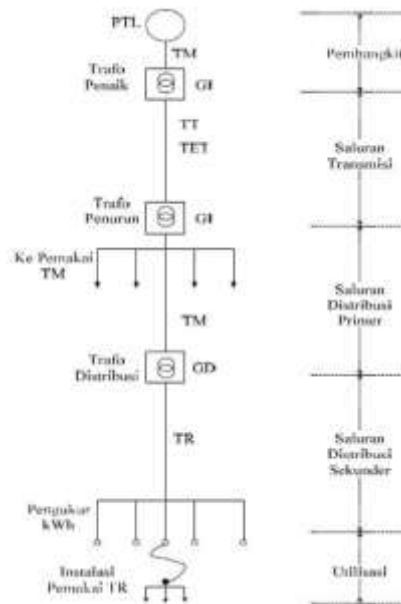 PTL
TM
Trafo
Penaik
GI
TT
TET
Trafo
Penurun
GI
Ke Pemakai
TM
TM
Trafo
Distribusi
GD
TR
Pengukur
kWh
Instalasi
Pemakai TR
Pembangkit
Saluran
Transmisi
Saluran
Distribusi
Primer
Saluran
Distribusi
Sekunder
Utilisasi